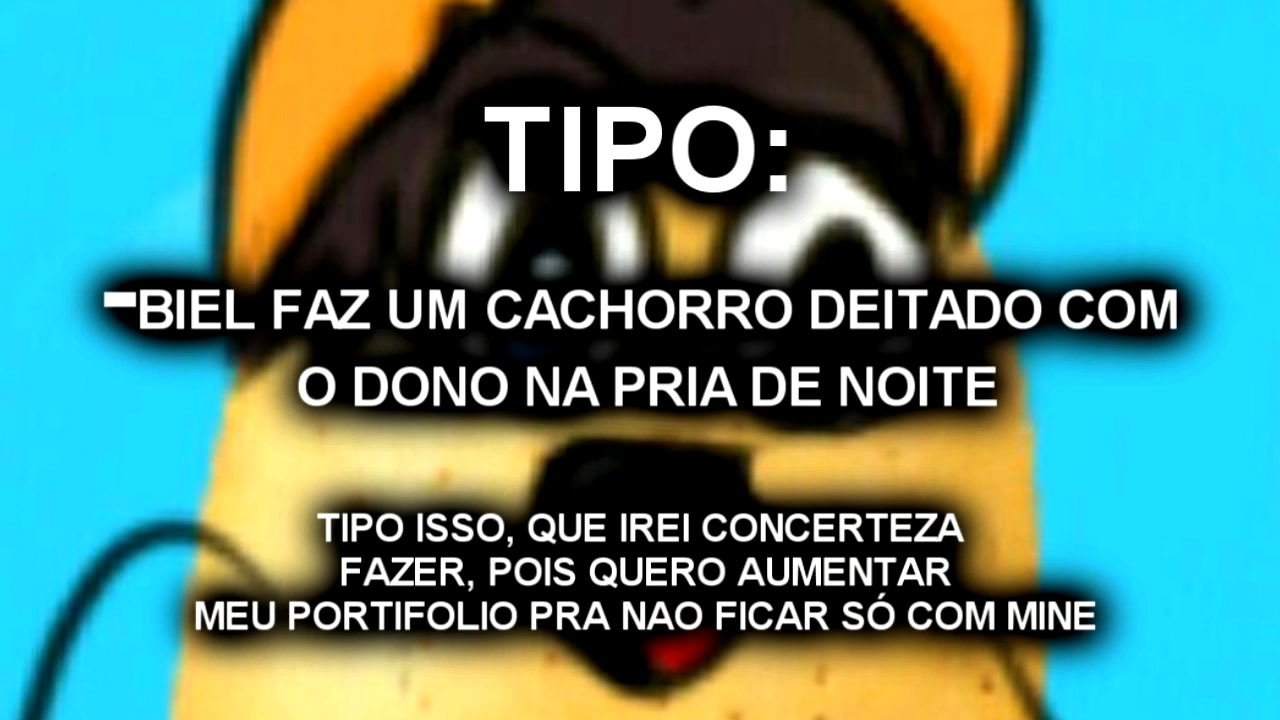 TIPO:
-BIEL FAZ UM CACHORRO DEITADO COM
O DONO NA PRIA DE NOITE
TIPO ISSO, QUE IREI CONCERTEZA
FAZER, POIS QUERO AUMENTAR
MEU PORTIFOLIO PRA NAO FICAR SÓ COM MINE